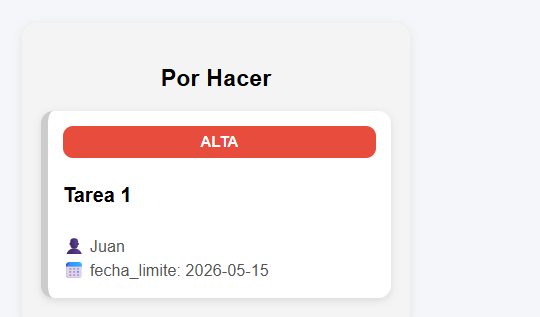 Por Hacer
ALTA
Tarea 1
Juan
fecha_limite: 2026-05-15